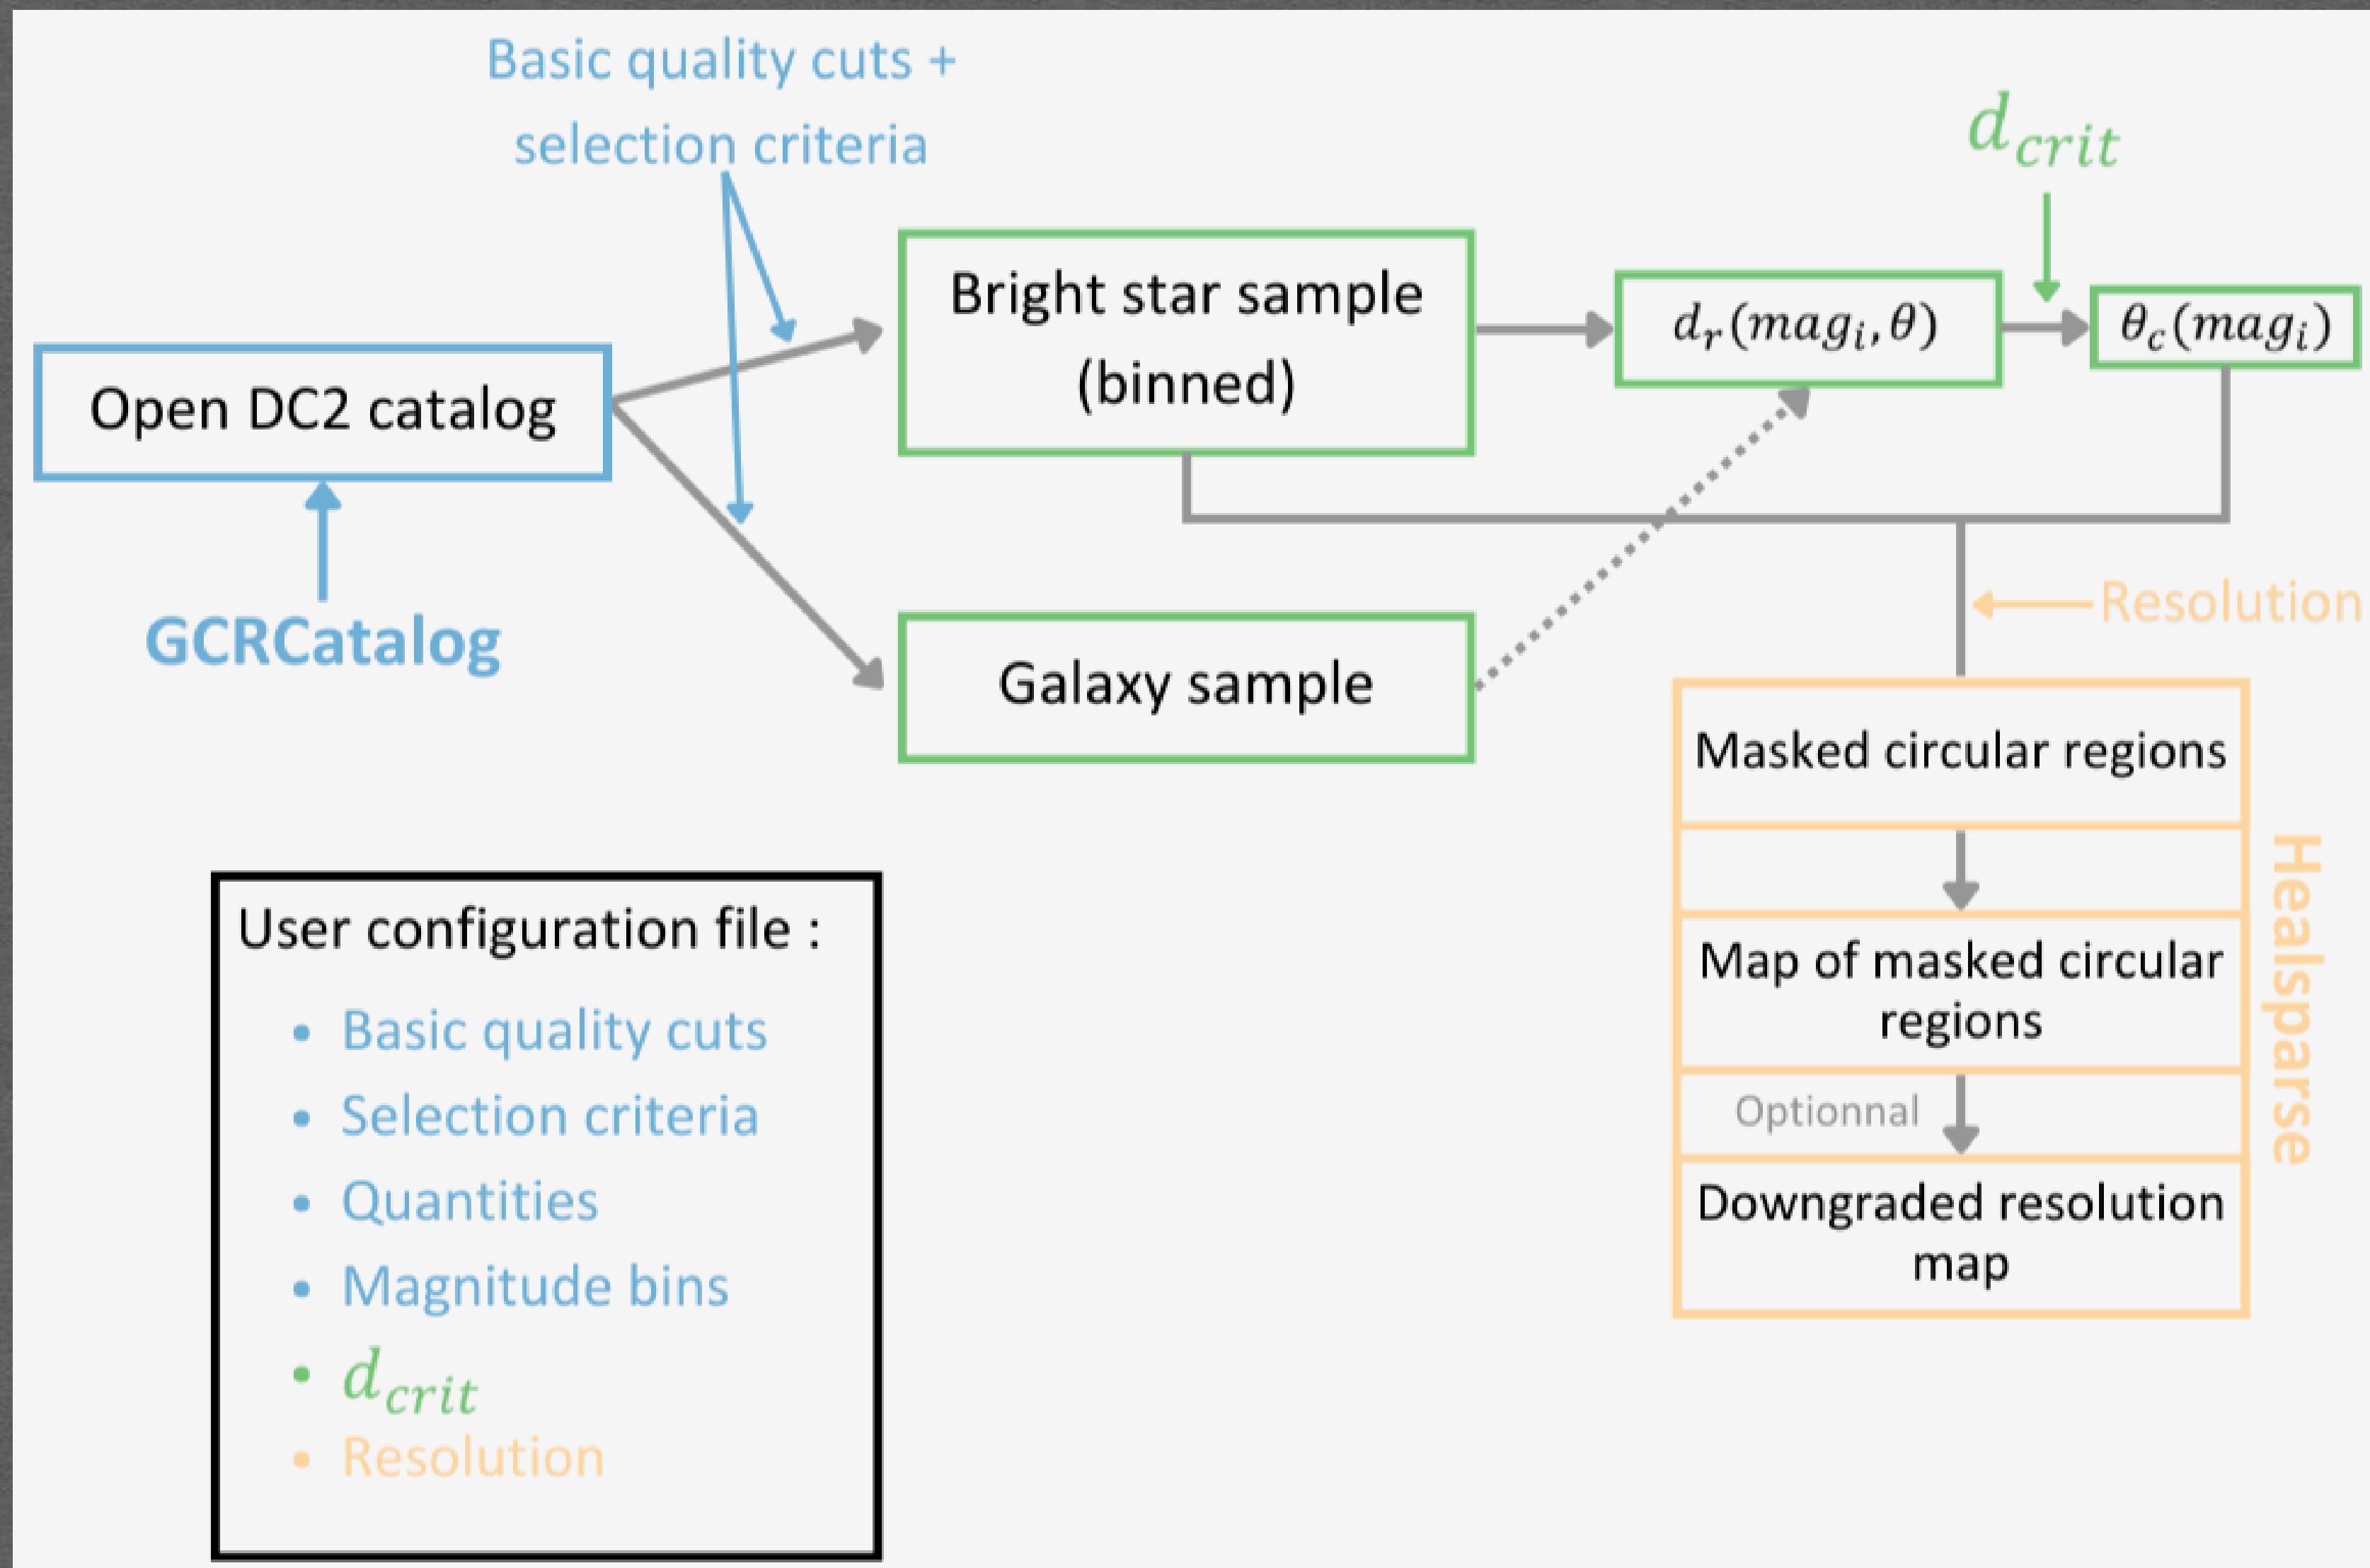 Basic quality cuts +
selection criteria
d_crit
Bright star sample
(binned)
d_r(mag_i, θ)
θ_c(mag_i)
Open DC2 catalog
GCRCatalog
Resolution
Galaxy sample
Masked circular regions
Map of masked circular
regions
Optionnal
Downgraded resolution
map
Healsparse
User configuration file :
• Basic quality cuts
• Selection criteria
• Quantities
• Magnitude bins
• d_crit
• Resolution